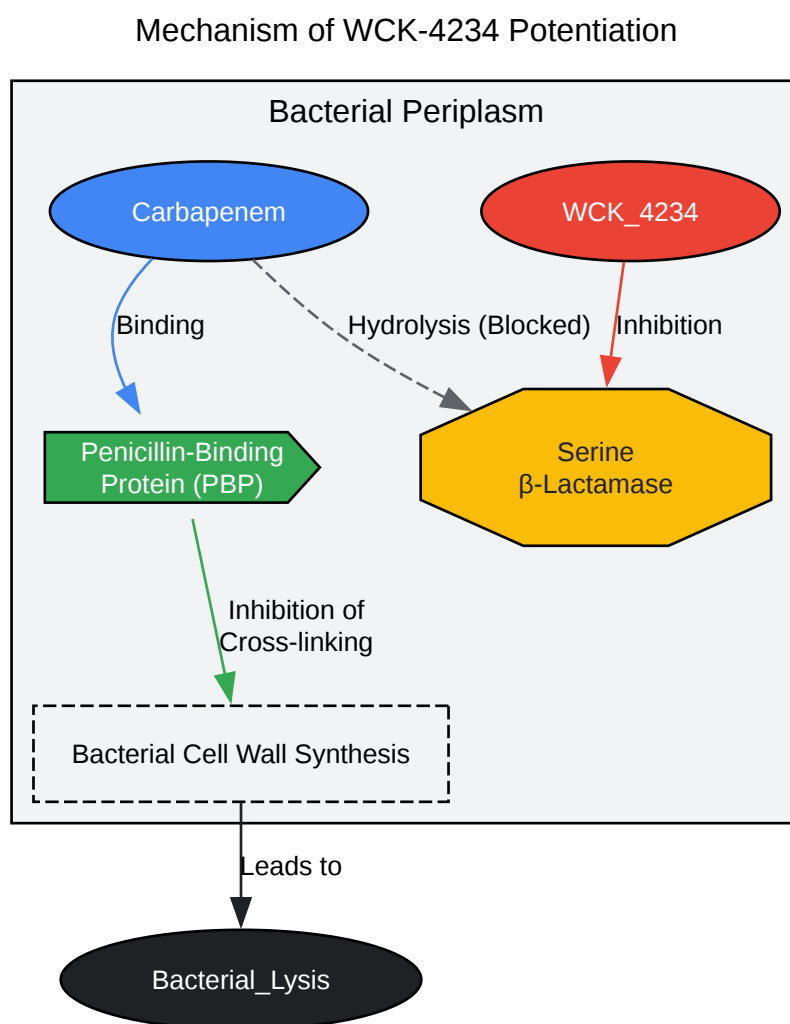 Mechanism of WCK-4234 Potentiation
Bacterial Periplasm
Carbapenem
WCK_4234
Binding
Hydrolysis (Blocked)
Inhibition
Penicillin-Binding
Protein (PBP)
Serine
β-Lactamase
Inhibition of
Cross-linking
Bacterial Cell Wall Synthesis
Leads to
Bacterial_Lysis